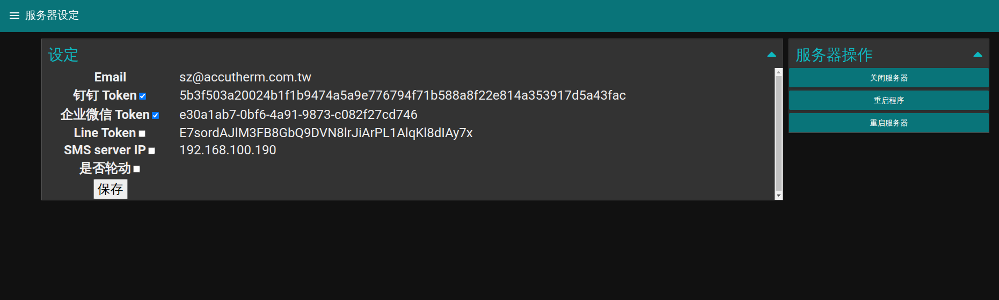 服务器设定
设定
Email sz@accutherm.com.tw
钉钉 Token 5b3f503a20024b1f1b9474a5a9e776794f71b588a8f22e814a353917d5a43fac
企业微信 Token e30a1ab7-0bf6-4a91-9873-c082f27cd746
Line Token E7sordAJlM3FB8GbQ9DVN8lrJiArPL1AlqKl8dIAy7x
SMS server IP 192.168.100.190
是否轮动
保存
服务器操作
关闭服务器
重启程序
重启服务器